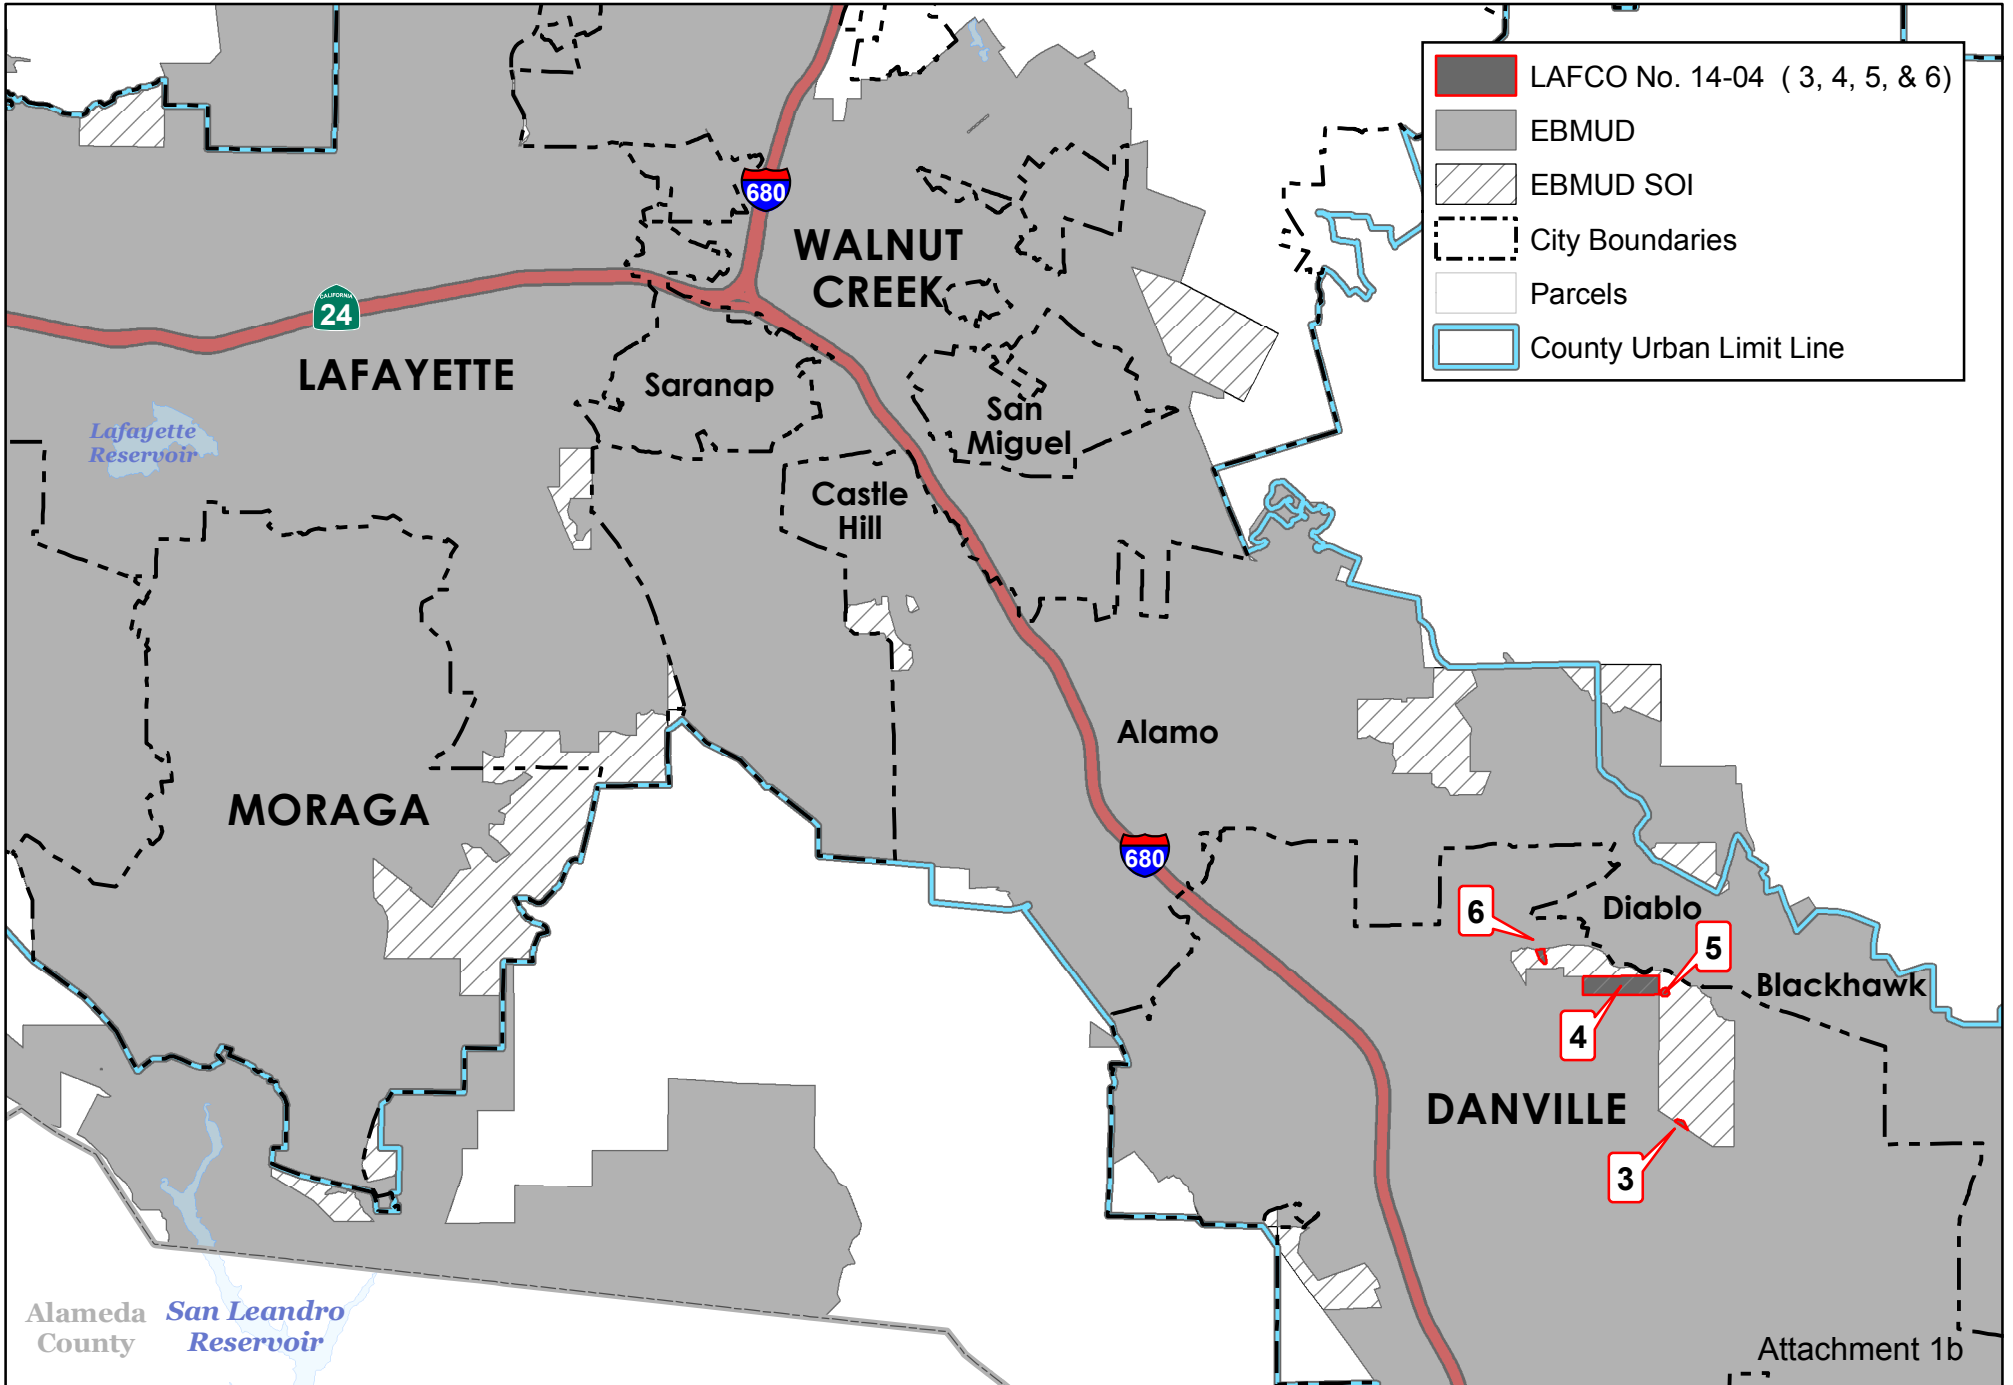 LAFCO No. 14-04 ( 3, 4, 5, & 6)
EBMUD
EBMUD SOI
City Boundaries
Parcels
County Urban Limit Line
680
WALNUT
CREEK
CALIFORNIA
24
LAFAYETTE
Saranap
San
Miguel
Lafayette
Reservoir
Castle
Hill
Alamo
MORAGA
680
Diablo
6
5
Blackhawk
4
DANVILLE
3
Alameda
County
San Leandro
Reservoir
Attachment 1b